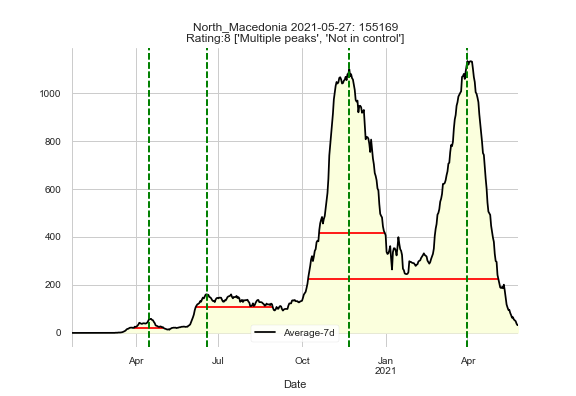 North_Macedonia 2021-05-27: 155169
Rating:8 ['Multiple peaks', 'Not in control']
1000
800
600
400
200
0
Average-7d
Apr Jul Oct Jan Apr
2021
Date